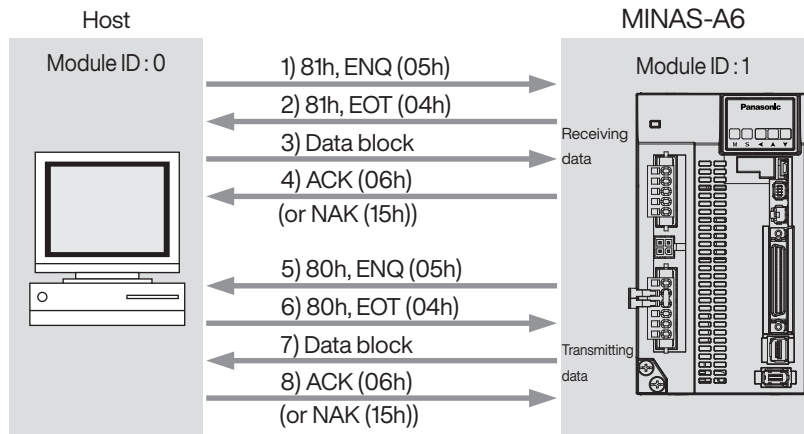 Host
MINAS-A6
Module ID : 0
Module ID : 1
1) 81h, ENQ (05h)
2) 81h, EOT (04h)
3) Data block
4) ACK (06h)
(or NAK (15h))
Receiving
data
5) 80h, ENQ (05h)
6) 80h, EOT (04h)
7) Data block
8) ACK (06h)
(or NAK (15h))
Transmitting
data
Panasonic
M S ◄ ▲ ▼